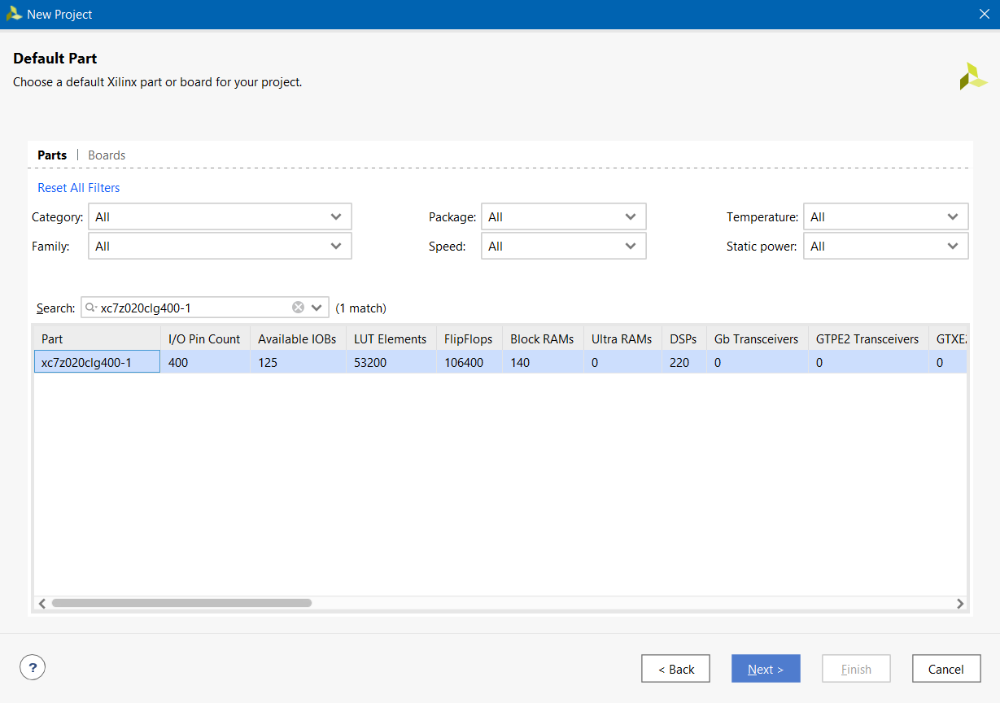 New Project
Default Part
Choose a default Xilinx part or board for your project.
Parts | Boards
Reset All Filters
Category: All Package: All Temperature: All
Family: All Speed: All Static power: All
Search: xc7z020clg400-1 (1 match)
Part I/O Pin Count Available IOBs LUT Elements FlipFlops Block RAMs Ultra RAMs DSPs Gb Transceivers GTPE2 Transceivers GTXE2
xc7z020clg400-1 400 125 53200 106400 140 0 220 0 0 0
? < Back Next > Finish Cancel